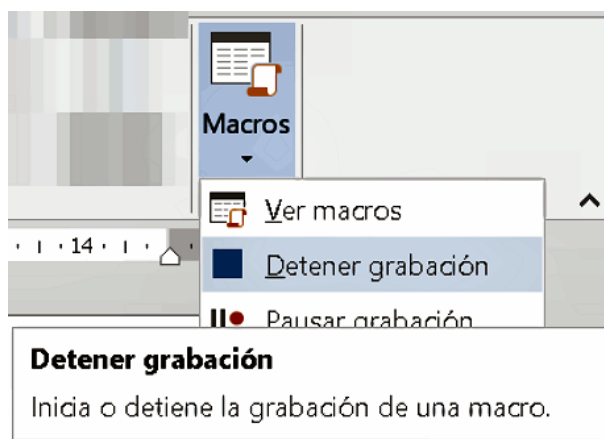 Macros
Ver macros
14
Detener grabación
Pausar grabación
Detener grabación
Inicia o detiene la grabación de una macro.